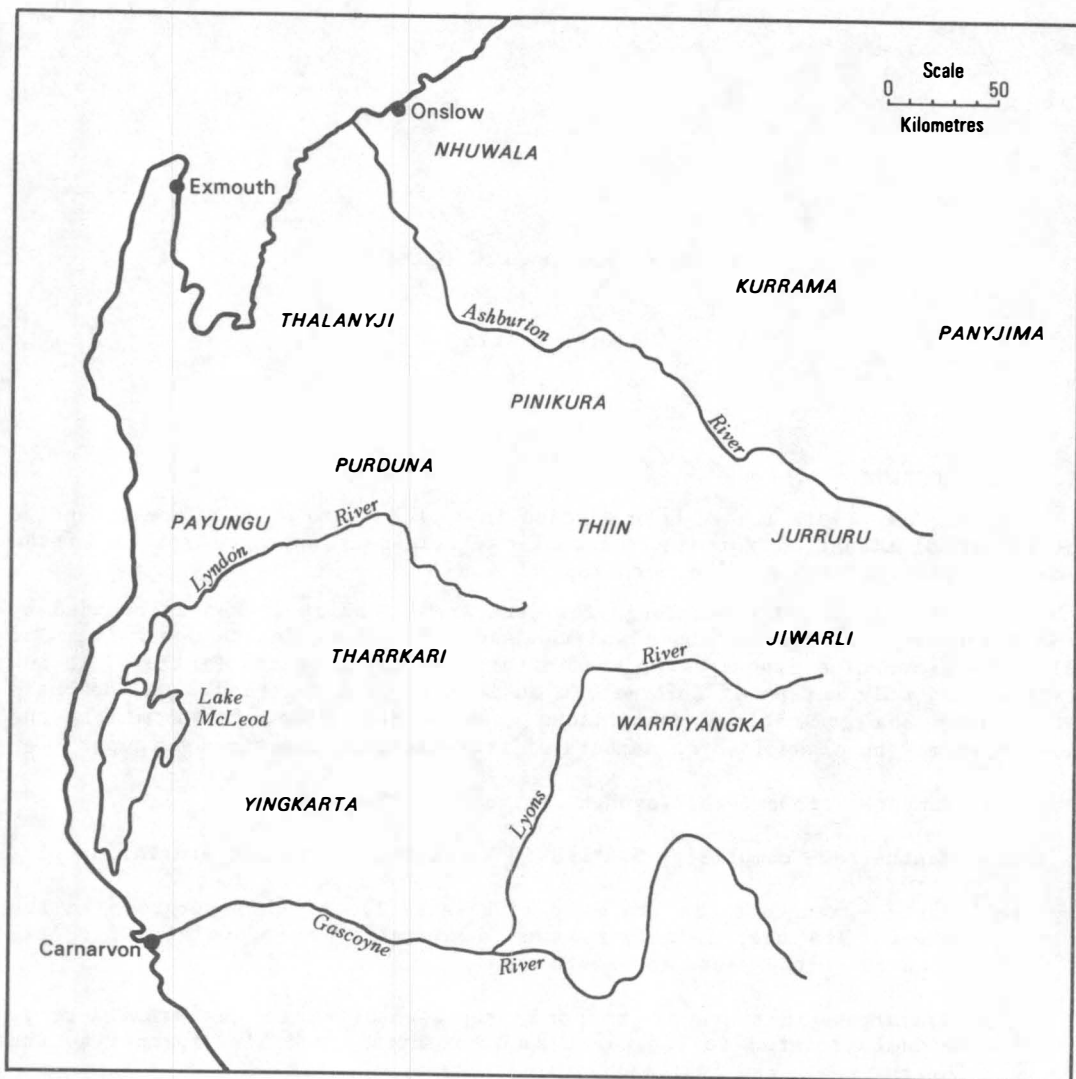 Scale
0 50
Kilometres
Onslow
NHUWALA
Exmouth
KURRAMA
THALANYJI
Ashburton
PANYJIMA
PINIKURA
River
PURDUNA
PAYUNGU
River
THIIN
JURRURU
Lyndon
THARRKARI
River
JIWARLI
Lake
McLeod
WARRIYANGKA
YINGKARTA
Lyons
Carnarvon
Gascoyne
River